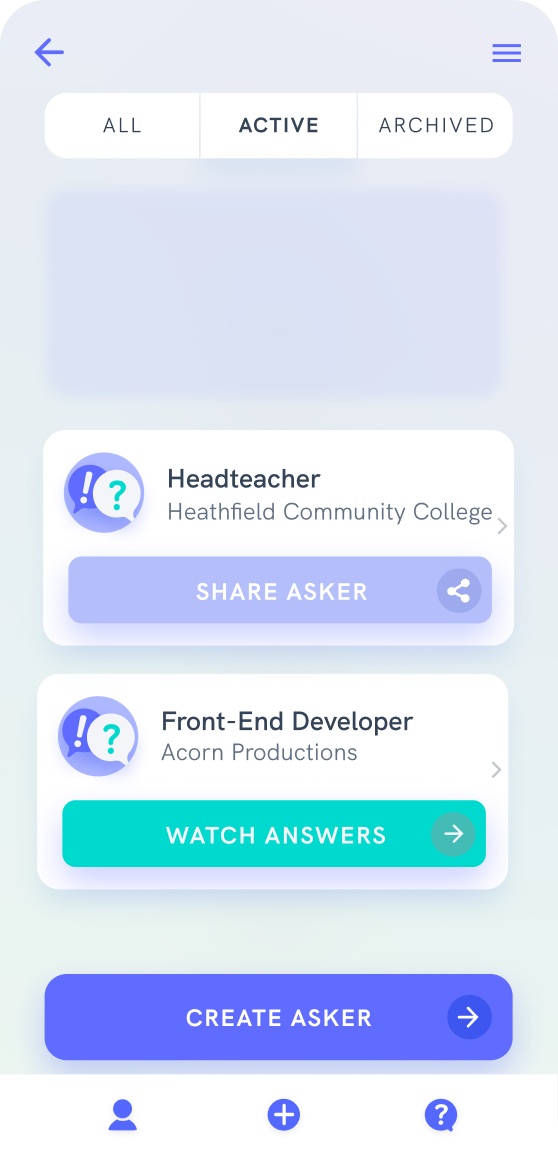 ALL ACTIVE ARCHIVED
Headteacher
Heathfield Community College
SHARE ASKER
Front-End Developer
Acorn Productions
WATCH ANSWERS
CREATE ASKER